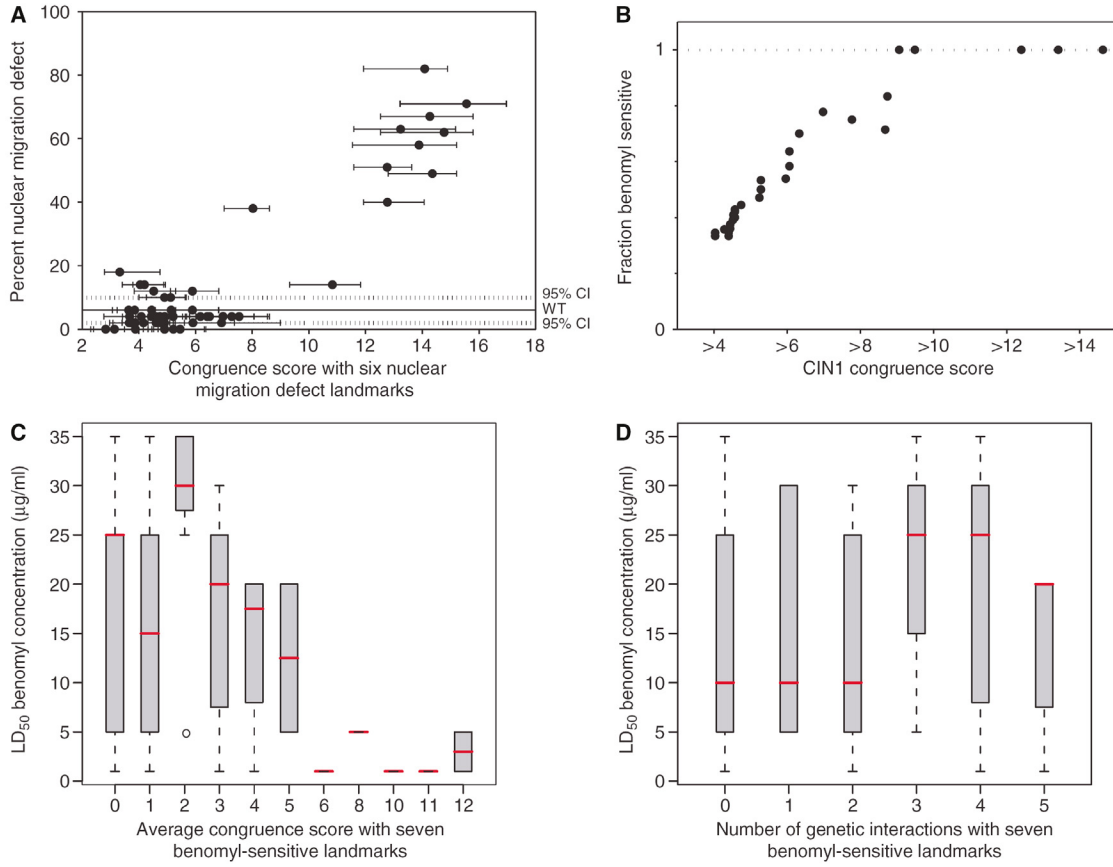 A
Percent nuclear migration defect
100
80
60
40
20
0
95% CI
WT
95% CI
2 4 6 8 10 12 14 16 18
Congruence score with six nuclear
migration defect landmarks
B
Fraction benomyl sensitive
1
0
>4 >6 >8 >10 >12 >14
CIN1 congruence score
C
LD50 benomyl concentration (μg/ml)
35
30
25
20
15
10
5
0
0 1 2 3 4 5 6 8 10 11 12
Average congruence score with seven
benomyl-sensitive landmarks
D
LD50 benomyl concentration (μg/ml)
35
30
25
20
15
10
5
0
0 1 2 3 4 5
Number of genetic interactions with seven
benomyl-sensitive landmarks